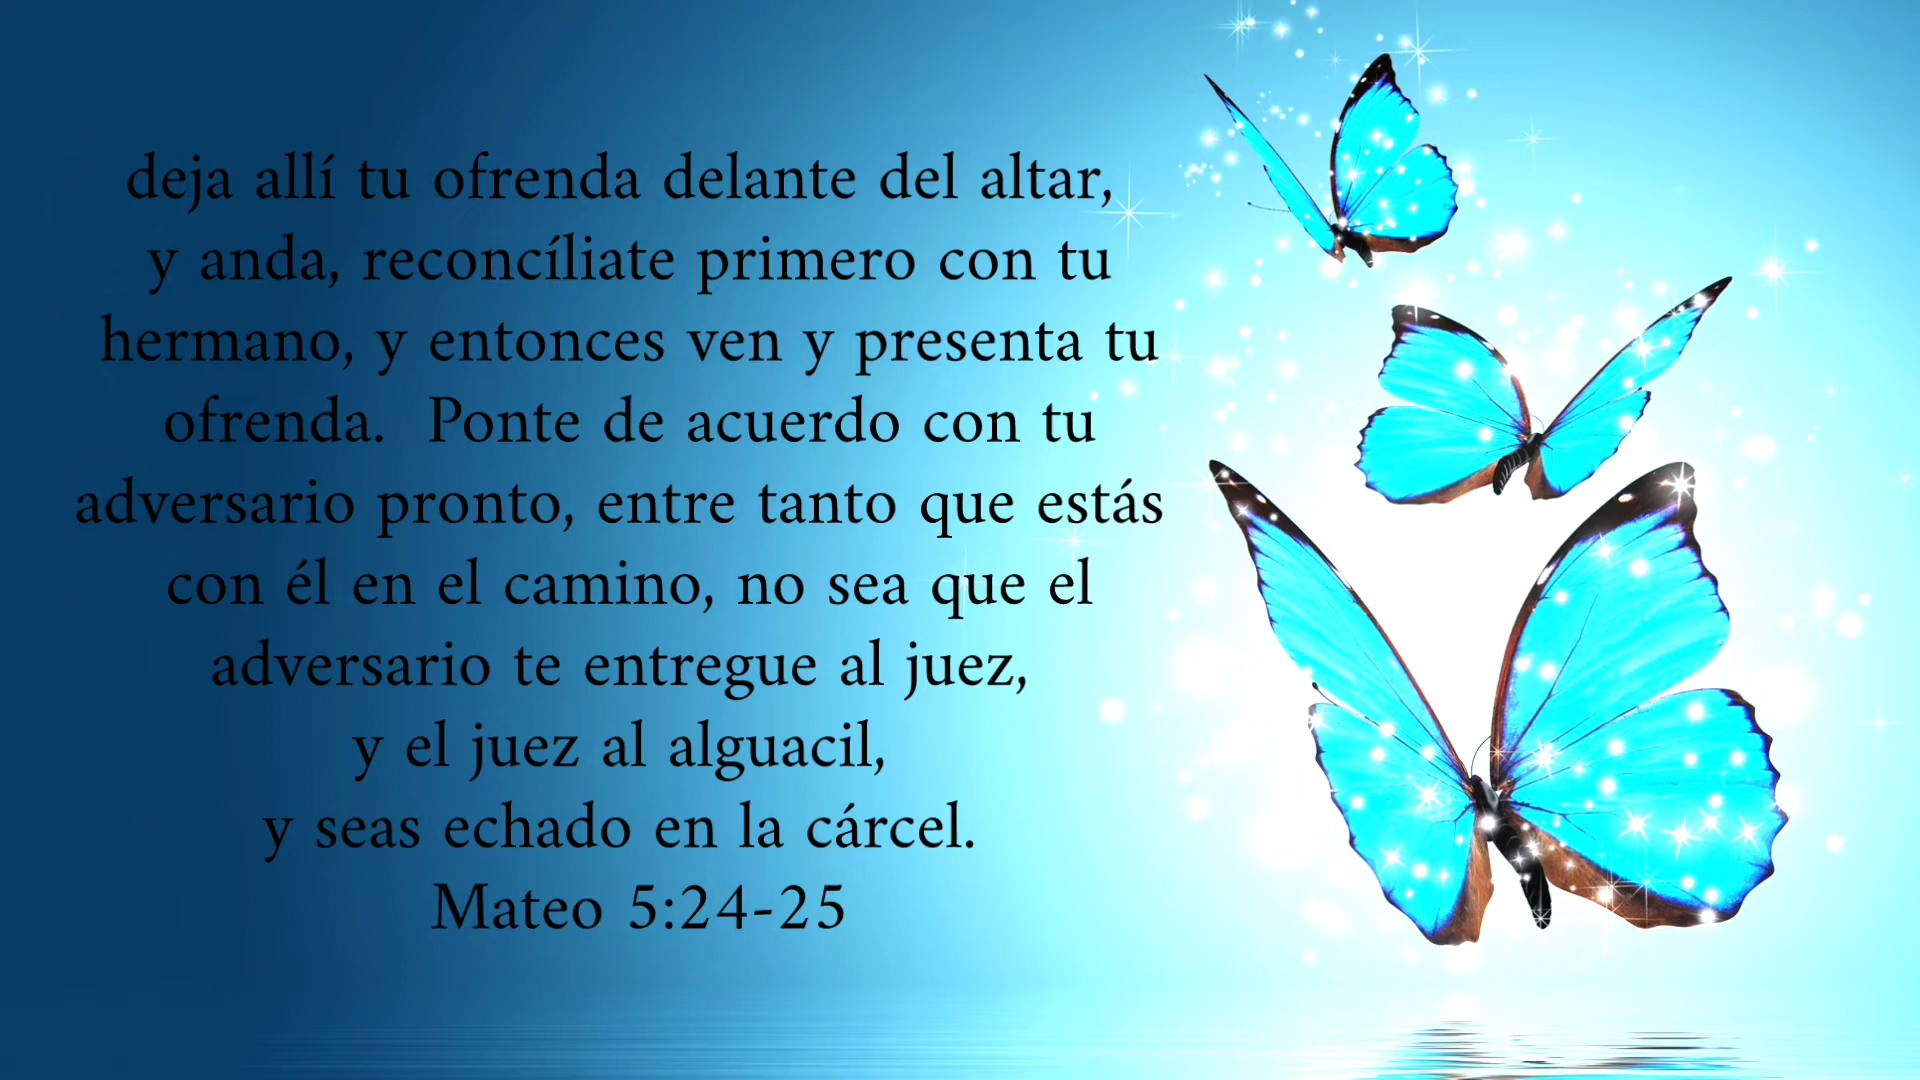 deja allí tu ofrenda delante del altar,
y anda, reconcíliate primero con tu
hermano, y entonces ven y presenta tu
ofrenda.  Ponte de acuerdo con tu
adversario pronto, entre tanto que estás
con él en el camino, no sea que el
adversario te entregue al juez,
y el juez al alguacil,
y seas echado en la cárcel.
Mateo 5:24-25